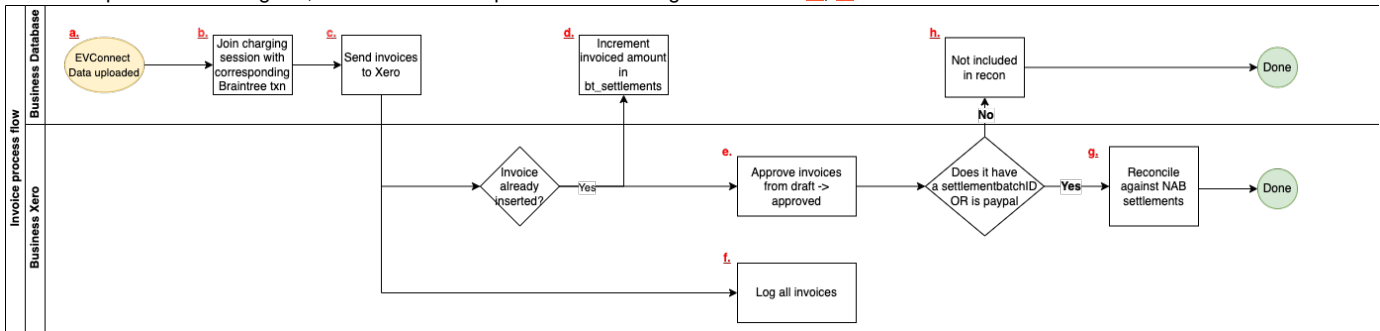 Invoice process flow
Business Database
a.
EVConnect
Data uploaded
b.
Join charging
session with
corresponding
Braintree txn
c.
Send invoices
to Xero
d.
Increment
invoiced amount
in
bt_settlements
h.
Not included
in recon
Done
No
Business Xero
Invoice
already
inserted?
Yes
e.
Approve invoices
from draft ->
approved
Does it have
a settlementbatchID
OR is paypal
Yes
g.
Reconcile
against NAB
settlements
Done
f.
Log all invoices